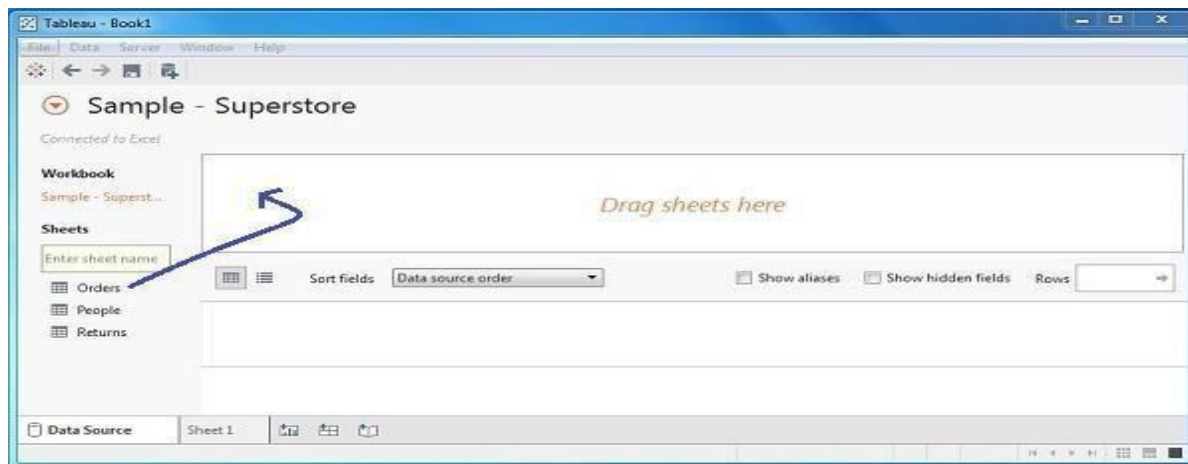 Tableau - Book1
File Data Server Window Help
Sample - Superstore
Connected to Excel
Workbook
Sample - Superst...
Drag sheets here
Sheets
Enter sheet name
Sort fields Data source order Show aliases Show hidden fields Rows
Orders
People
Returns
Data Source Sheet 1